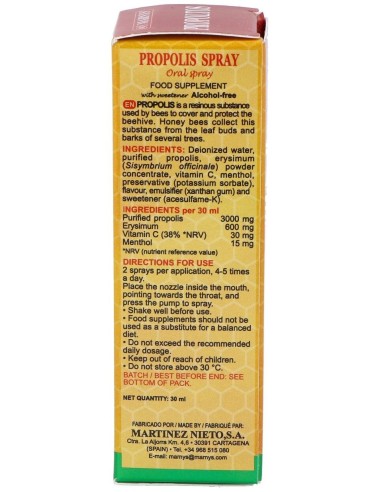 PROPOLIS
PROPOLIS SPRAY
Oral spray
FOOD SUPPLEMENT
with sweetener Alcohol-free
EN PROPOLIS is a resinous substance
used by bees to cover and protect the
beehive. Honey bees collect this
substance from the leaf buds and
barks of several trees.
INGREDIENTS: Deionized water,
purified propolis, erysimum
(Sisymbrium officinale) powder
concentrate, vitamin C, menthol,
preservative (potassium sorbate),
flavour, emulsifier (xanthan gum) and
sweetener (acesulfame-K).
INGREDIENTS per 30 ml
Purified propolis 3000 mg
Erysimum 600 mg
Vitamin C (38% *NRV) 30 mg
Menthol 15 mg
*NRV (nutrient reference value)
DIRECTIONS FOR USE
2 sprays per application, 4-5 times
a day.
Place the nozzle inside the mouth,
pointing towards the throat, and
press the pump to spray.
• Shake well before use.
• Food supplements should not be
used as a substitute for a balanced
diet.
• Do not exceed the recommended
daily dosage.
• Keep out of reach of children.
• Do not store above 30 °C.
BATCH / BEST BEFORE END: SEE
BOTTOM OF PACK.
NET QUANTITY: 30 ml
FABRICADO POR / MADE BY / FABRIQUÉ PAR:
MARTINEZ NIETO,S.A.
Ctra. La Aljorra Km. 4,6 • 30391 CARTAGENA
(SPAIN) • Tel. +34 968 515 080
E-mail: marnys@marnys.com